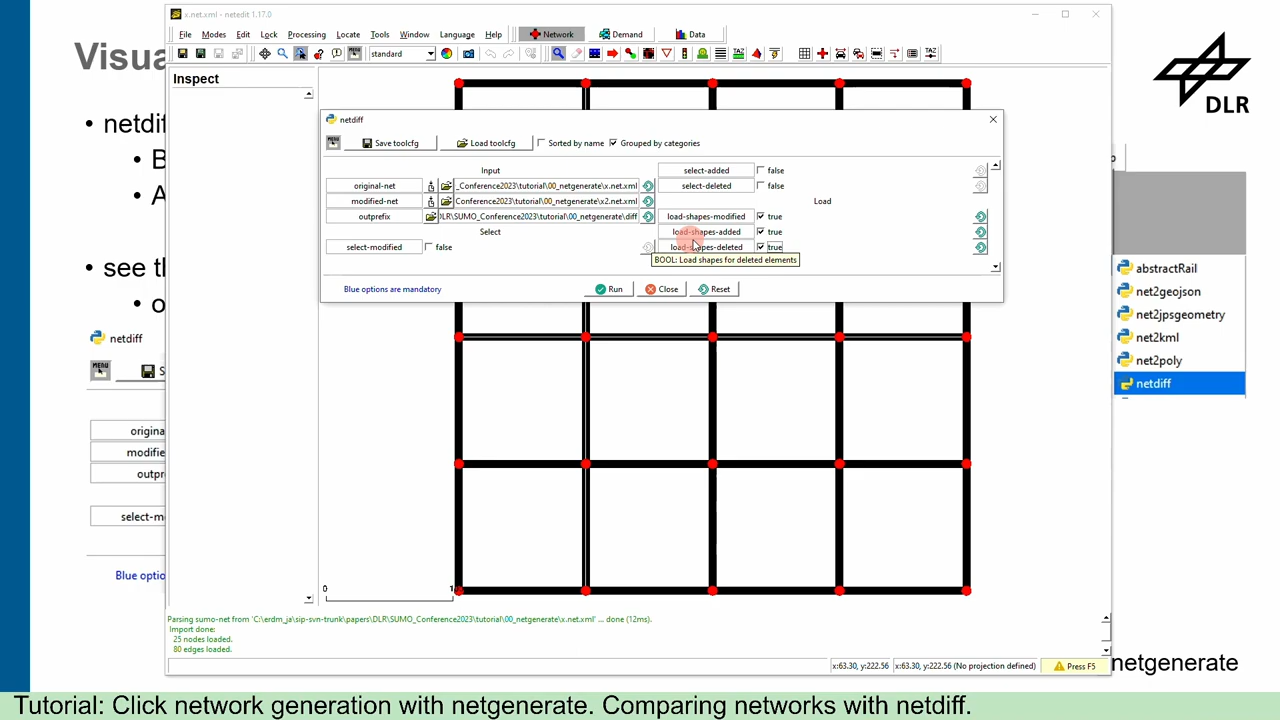 Visua
• netdif
• B
• A
• see th
• o
netdiff
MENU
S
origina
modifie
outpr
select-m
Blue optio
x.net.xml - netedit 1.17.0
File Modes Edit Lock Processing Locate Tools Window Language Help Network Demand Data
standard
TAZ
TAZ
Inspect
netdiff
MENU Save toolcfg Load toolcfg Sorted by name Grouped by categories
Input
original-net _Conference2023\tutorial\00_netgenerate\x.net.xml
modified-net Conference2023\tutorial\00_netgenerate\x2.net.xml
outprefix DLR\SUMO_Conference2023\tutorial\00_netgenerate\diff
Select
select-modified false
select-added false
select-deleted false
Load
load-shapes-modified true
load-shapes-added true
load-shapes-deleted true
BOOL: Load shapes for deleted elements
Blue options are mandatory Run Close Reset
0
Parsing sumo-net from 'C:\erdm_ja\sip-svn-trunk\papers\DLR\SUMO_Conference2023\tutorial\00_netgenerate\x.net.xml' ... done (12ms).
Import done:
25 nodes loaded.
80 edges loaded.
x:63.30, y:222.56 x:63.30, y:222.56 (No projection defined) Press F5
DLR
abstractRail
net2geojson
net2jpsgeometry
net2kml
net2poly
netdiff
netgenerate
Tutorial: Click network generation with netgenerate. Comparing networks with netdiff.